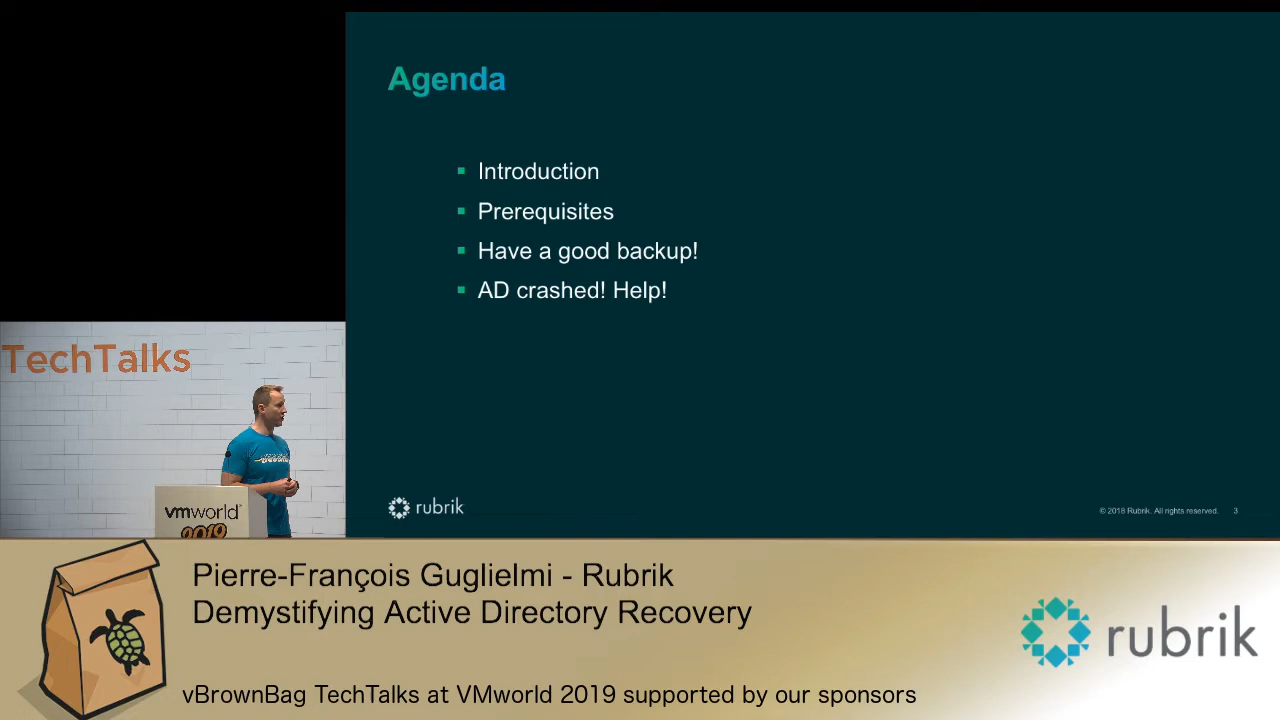 Agenda
Introduction
Prerequisites
Have a good backup!
AD crashed! Help!
rubrik
© 2018 Rubrik. All rights reserved. 3
TechTalks
vmworld
2019
Pierre-François Guglielmi - Rubrik
Demystifying Active Directory Recovery
rubrik
vBrownBag TechTalks at VMworld 2019 supported by our sponsors